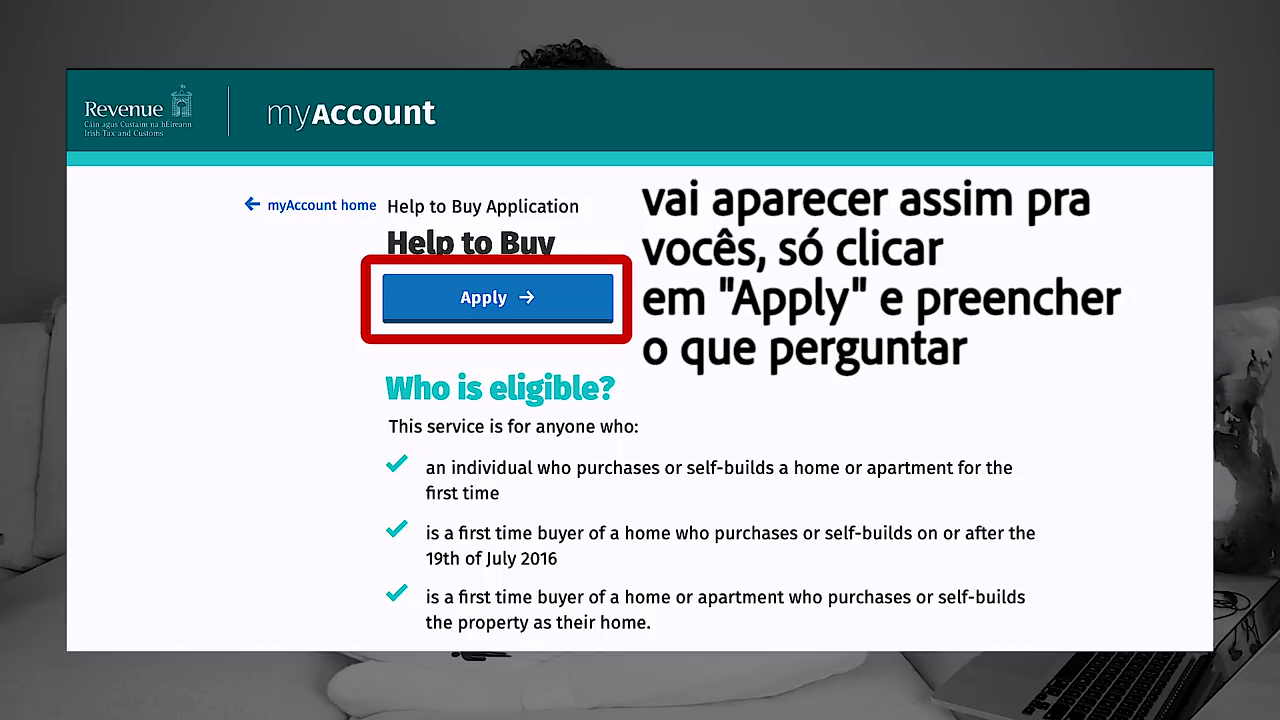 Revenue
Cáin agus Custaim na hÉireann
Irish Tax and Customs
myAccount
← myAccount home
Help to Buy Application
Help to Buy
Apply →
vai aparecer assim pra
vocês, só clicar
em "Apply" e preencher
o que perguntar
Who is eligible?
This service is for anyone who:
an individual who purchases or self-builds a home or apartment for the
first time
is a first time buyer of a home who purchases or self-builds on or after the
19th of July 2016
is a first time buyer of a home or apartment who purchases or self-builds
the property as their home.